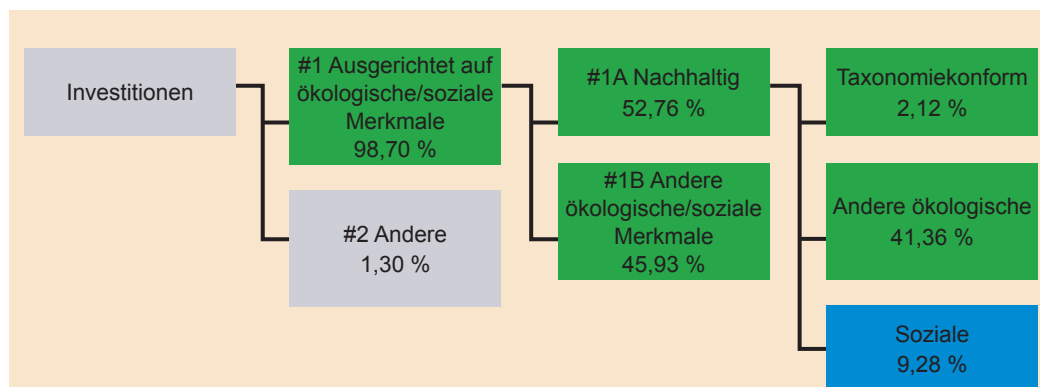 Investitionen
#1 Ausgerichtet auf
ökologische/soziale
Merkmale
98,70 %
#2 Andere
1,30 %
#1A Nachhaltig
52,76 %
#1B Andere
ökologische/soziale
Merkmale
45,93 %
Taxonomiekonform
2,12 %
Andere ökologische
41,36 %
Soziale
9,28 %